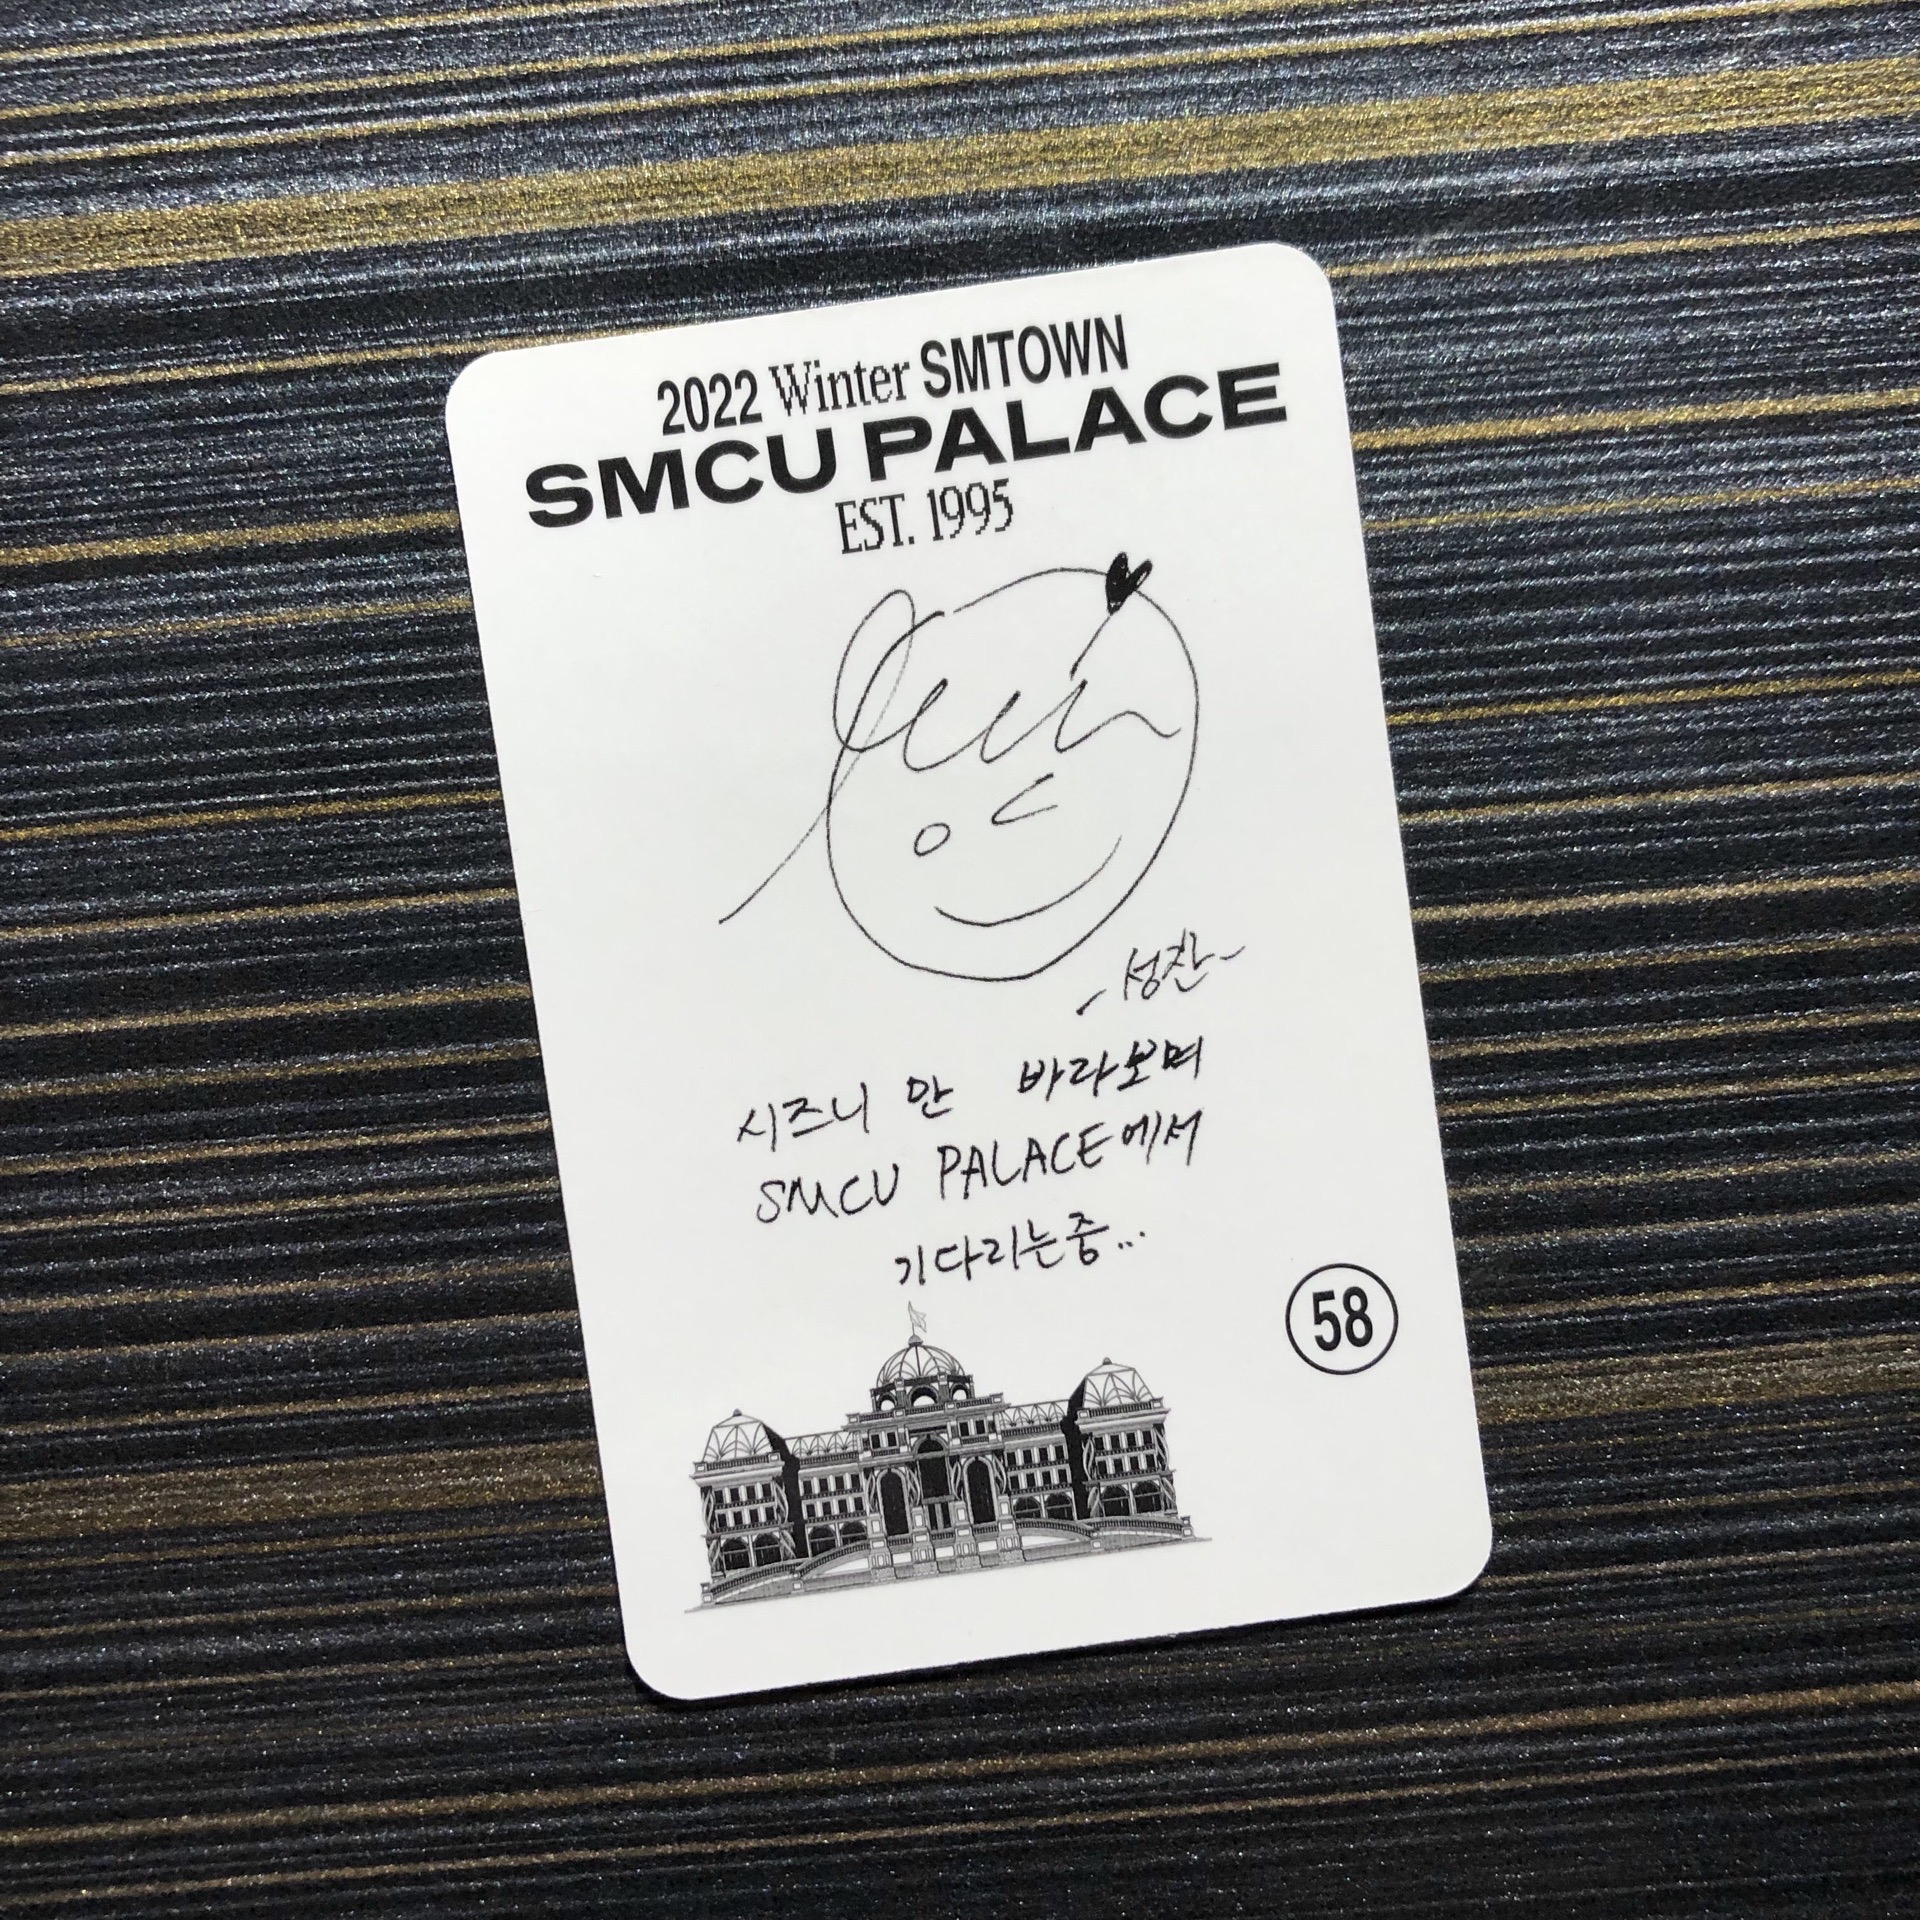 2022 Winter SMTOWN
SMCU PALACE
EST. 1995
-성찬-
시즈니 만 바라보며
SMCU PALACE에서
기다리는중...
58